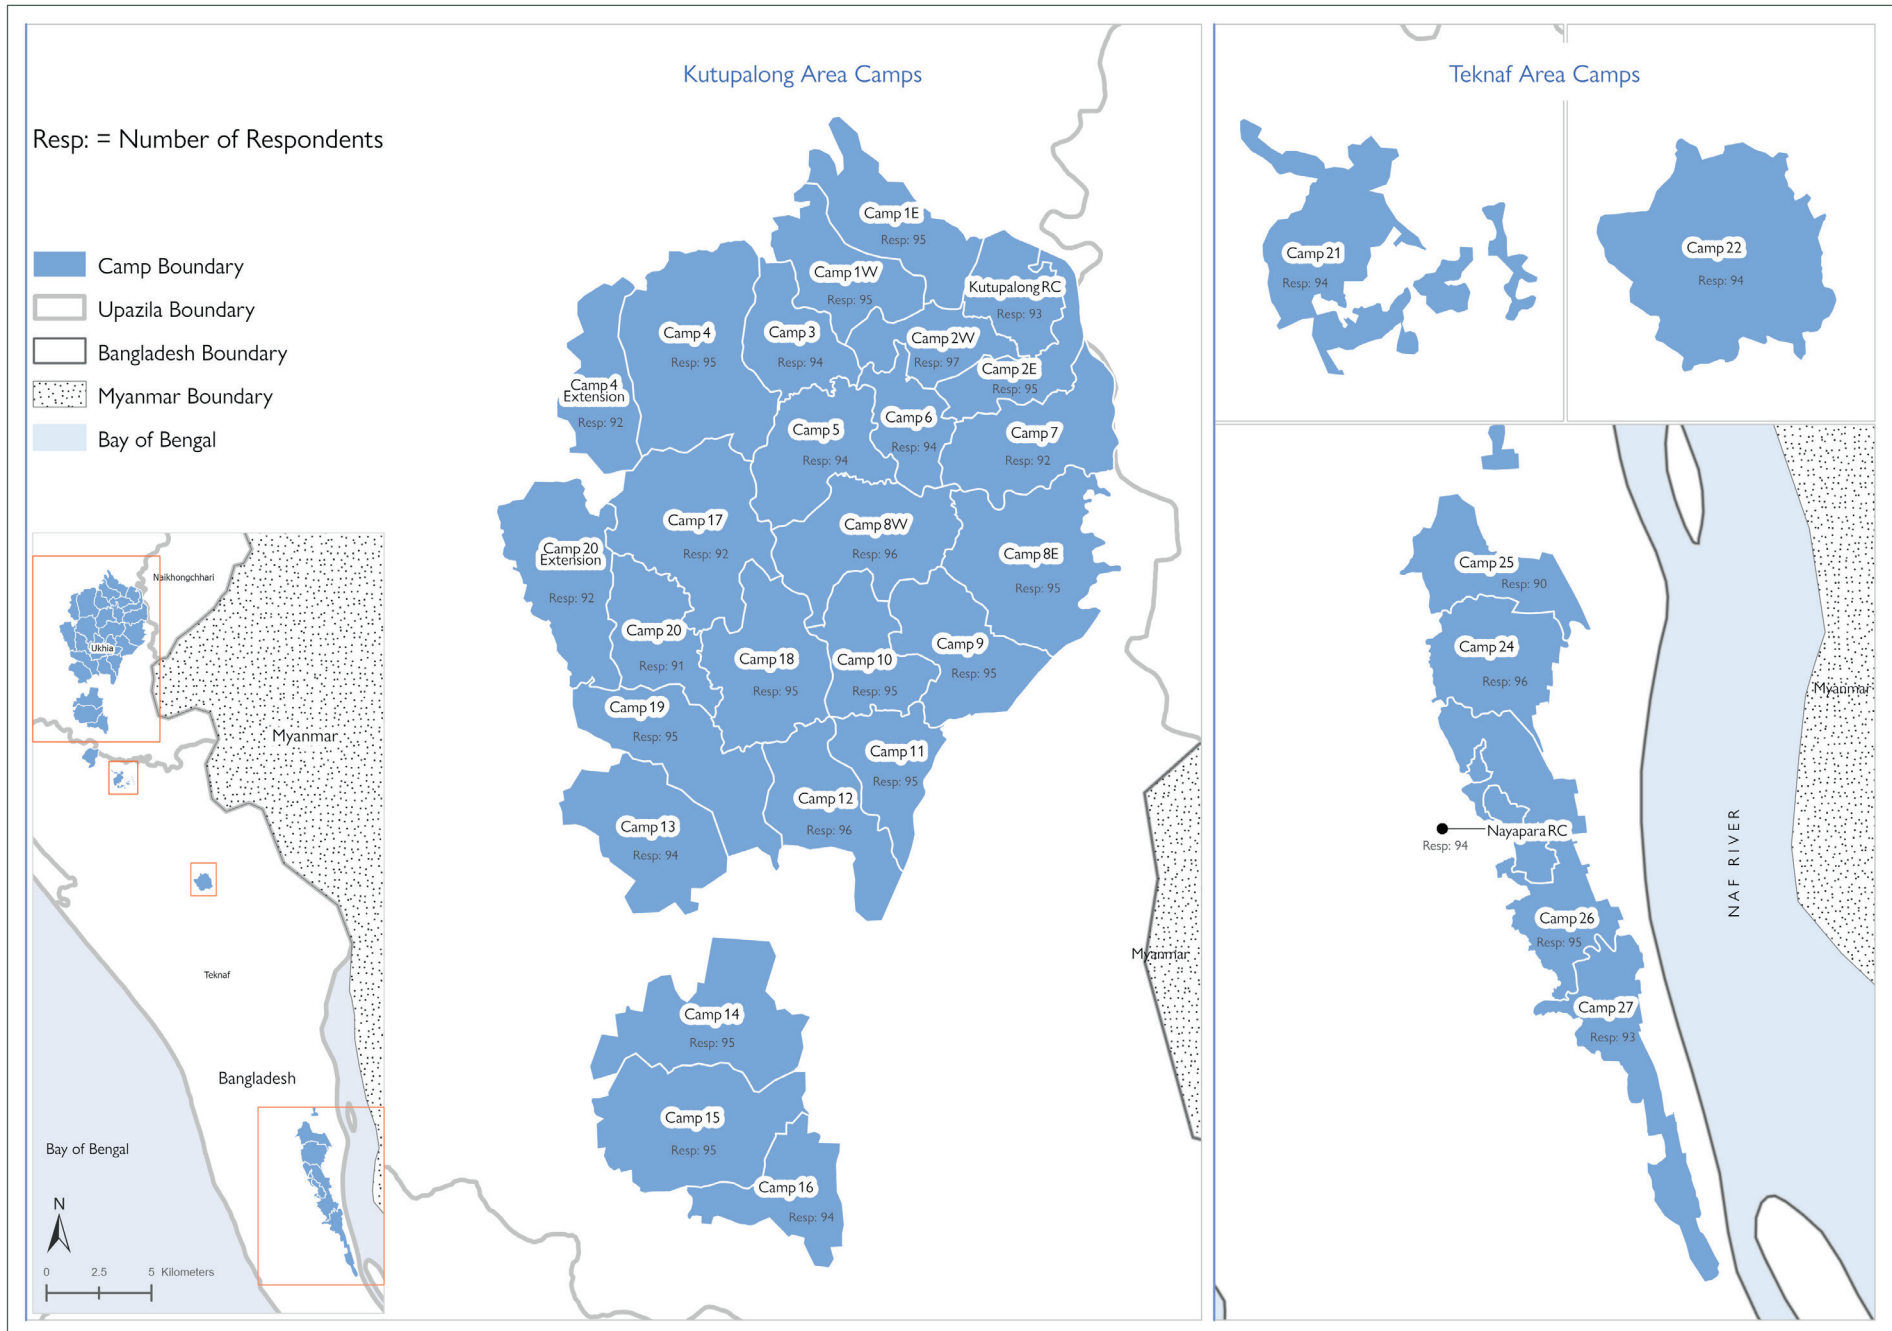 Kutupalong Area Camps
Teknaf Area Camps
Resp: = Number of Respondents
Camp Boundary
Upazila Boundary
Bangladesh Boundary
Myanmar Boundary
Bay of Bengal
Camp 1E
Resp: 95
Camp 1W
Resp: 95
Kutupalong RC
Resp: 93
Camp 4
Resp: 95
Camp 3
Resp: 94
Camp 2W
Resp: 97
Camp 2E
Resp: 95
Camp 4
Extension
Resp: 92
Camp 5
Resp: 94
Camp 6
Resp: 94
Camp 7
Resp: 92
Camp 17
Resp: 92
Camp 8W
Resp: 96
Camp 8E
Resp: 95
Camp 20
Extension
Resp: 92
Camp 20
Resp: 91
Camp 18
Resp: 95
Camp 10
Resp: 95
Camp 9
Resp: 95
Camp 19
Resp: 95
Camp 11
Resp: 95
Camp 12
Resp: 96
Camp 13
Resp: 94
Camp 14
Resp: 95
Camp 15
Resp: 95
Camp 16
Resp: 94
Myanmar
Naikhongchhari
Ukhia
Myanmar
Teknaf
Bangladesh
Bay of Bengal
N
0 2.5 5 Kilometers
Camp 21
Resp: 94
Camp 22
Resp: 94
Camp 25
Resp: 90
Camp 24
Resp: 96
Nayapara RC
Resp: 94
Camp 26
Resp: 95
Camp 27
Resp: 93
NAF RIVER
Myanmar